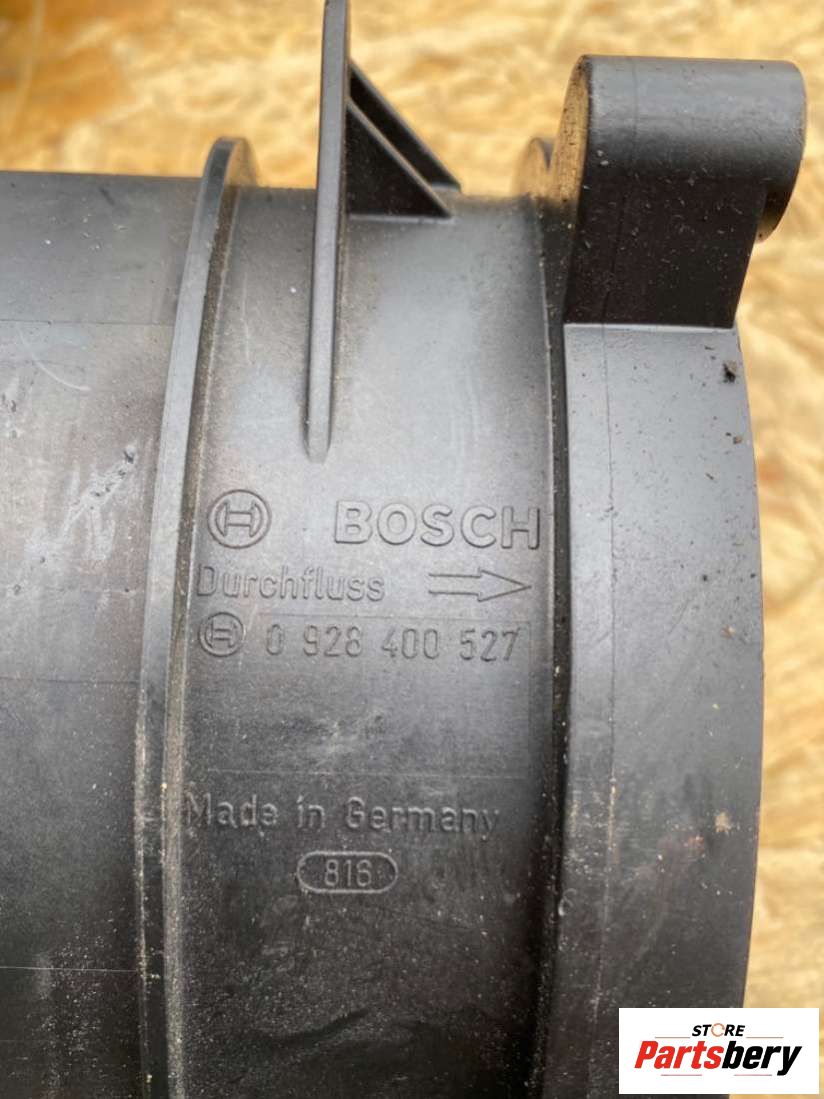 BOSCH
Durchfluss
0 928 400 527
Made in Germany
816
STORE
Partsbery